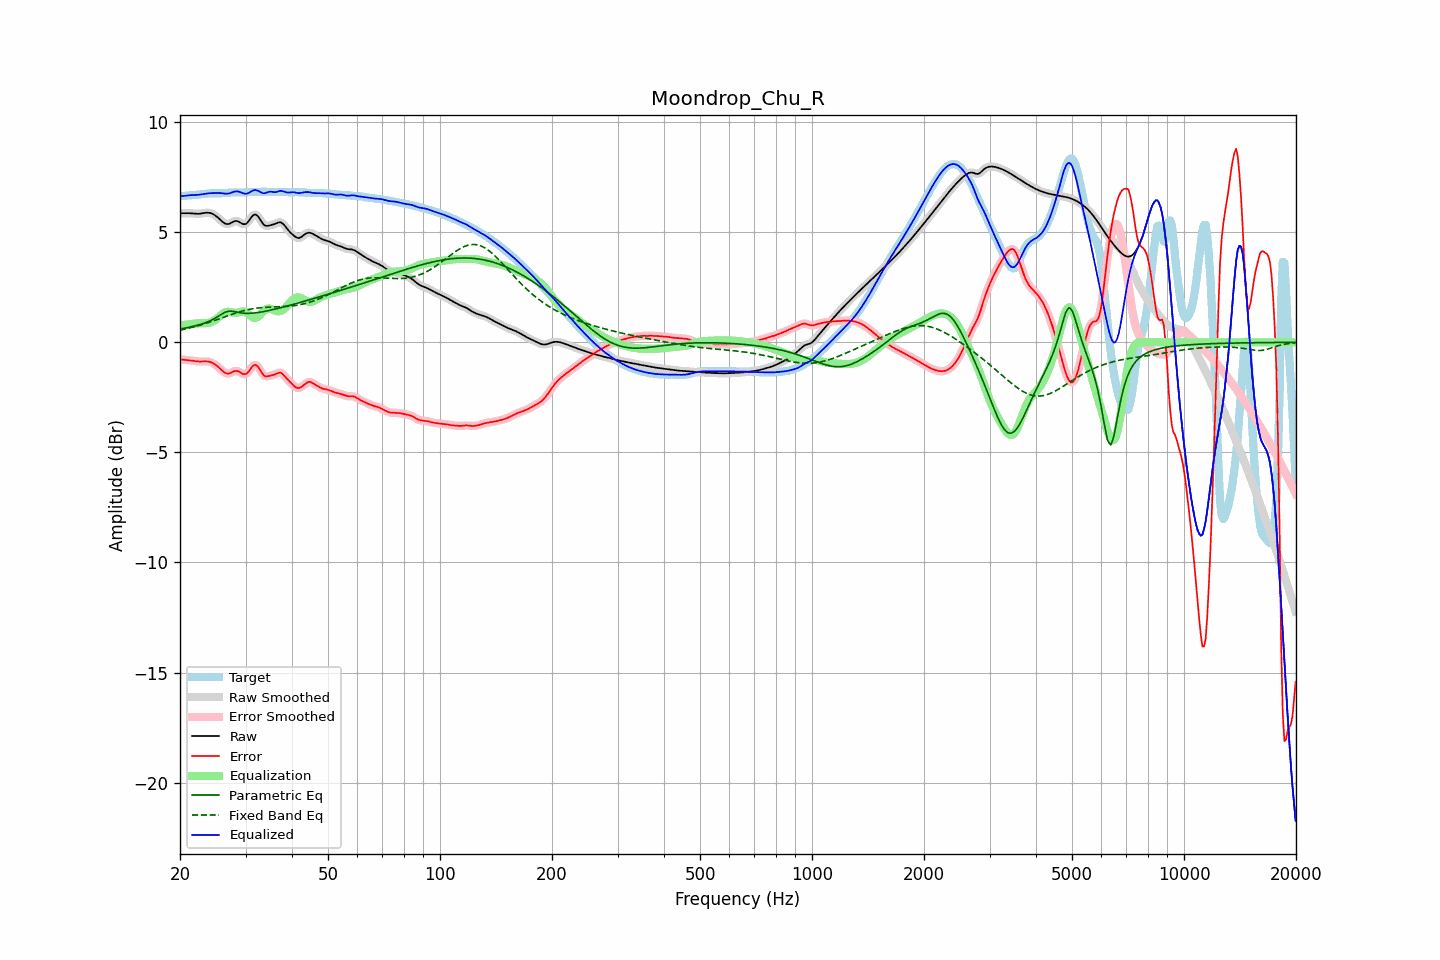 Moondrop_Chu_R
Amplitude (dBr)
10
5
0
−5
−10
−15
−20
Target
Raw Smoothed
Error Smoothed
Raw
Error
Equalization
Parametric Eq
Fixed Band Eq
Equalized
20 50 100 200 500 1000 2000 5000 10000 20000
Frequency (Hz)